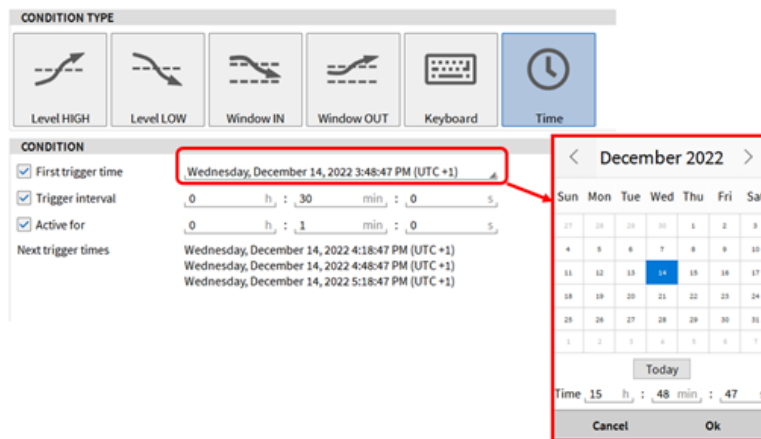 CONDITION TYPE
Level HIGH Level LOW Window IN Window OUT Keyboard Time
CONDITION
First trigger time Wednesday, December 14, 2022 3:48:47 PM (UTC +1)
Trigger interval 0 h : 30 min : 0 s
Active for 0 h : 1 min : 0 s
Next trigger times Wednesday, December 14, 2022 4:18:47 PM (UTC +1)
Wednesday, December 14, 2022 4:48:47 PM (UTC +1)
Wednesday, December 14, 2022 5:18:47 PM (UTC +1)
< December 2022 >
Sun Mon Tue Wed Thu Fri Sat
27 28 29 30 1 2 3
4 5 6 7 8 9 10
11 12 13 14 15 16 17
18 19 20 21 22 23 24
25 26 27 28 29 30 31
1 2 3 4 5 6 7
Today
Time 15 h : 48 min : 47 s
Cancel Ok